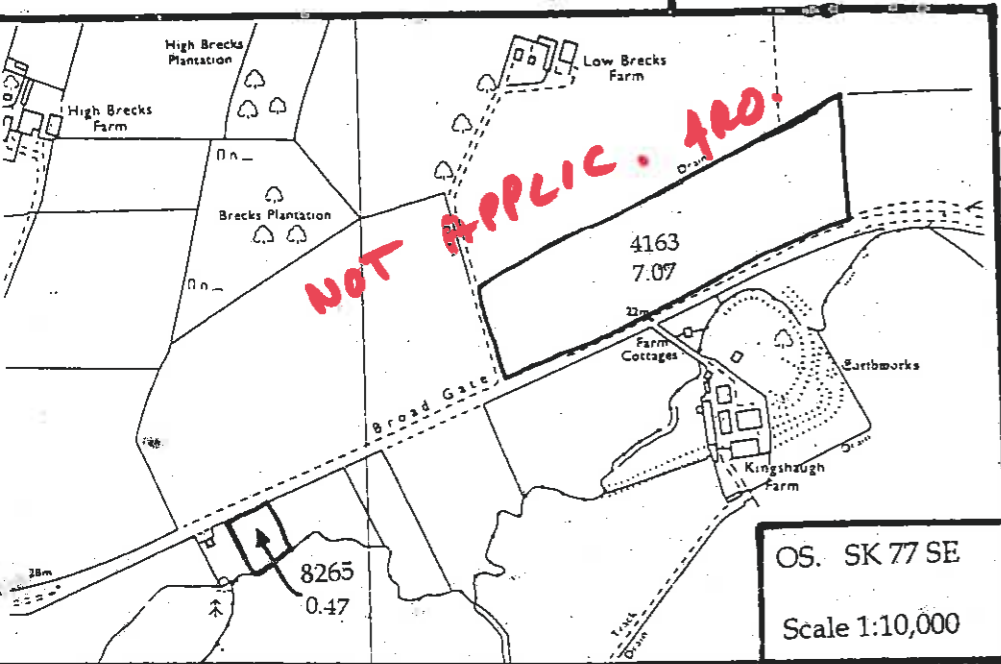 High Brecks
Plantation
Low Brecks
Farm
High Brecks
Farm
NOT APPLIC • ARO.
Drain
Brecks Plantation
4163
7.07
22m
Farm
Cottages
Earthworks
Broad Gate
Drain
Kingshaugh
Farm
28m
8265
0.47
Track
Drain
OS. SK 77 SE
Scale 1:10,000